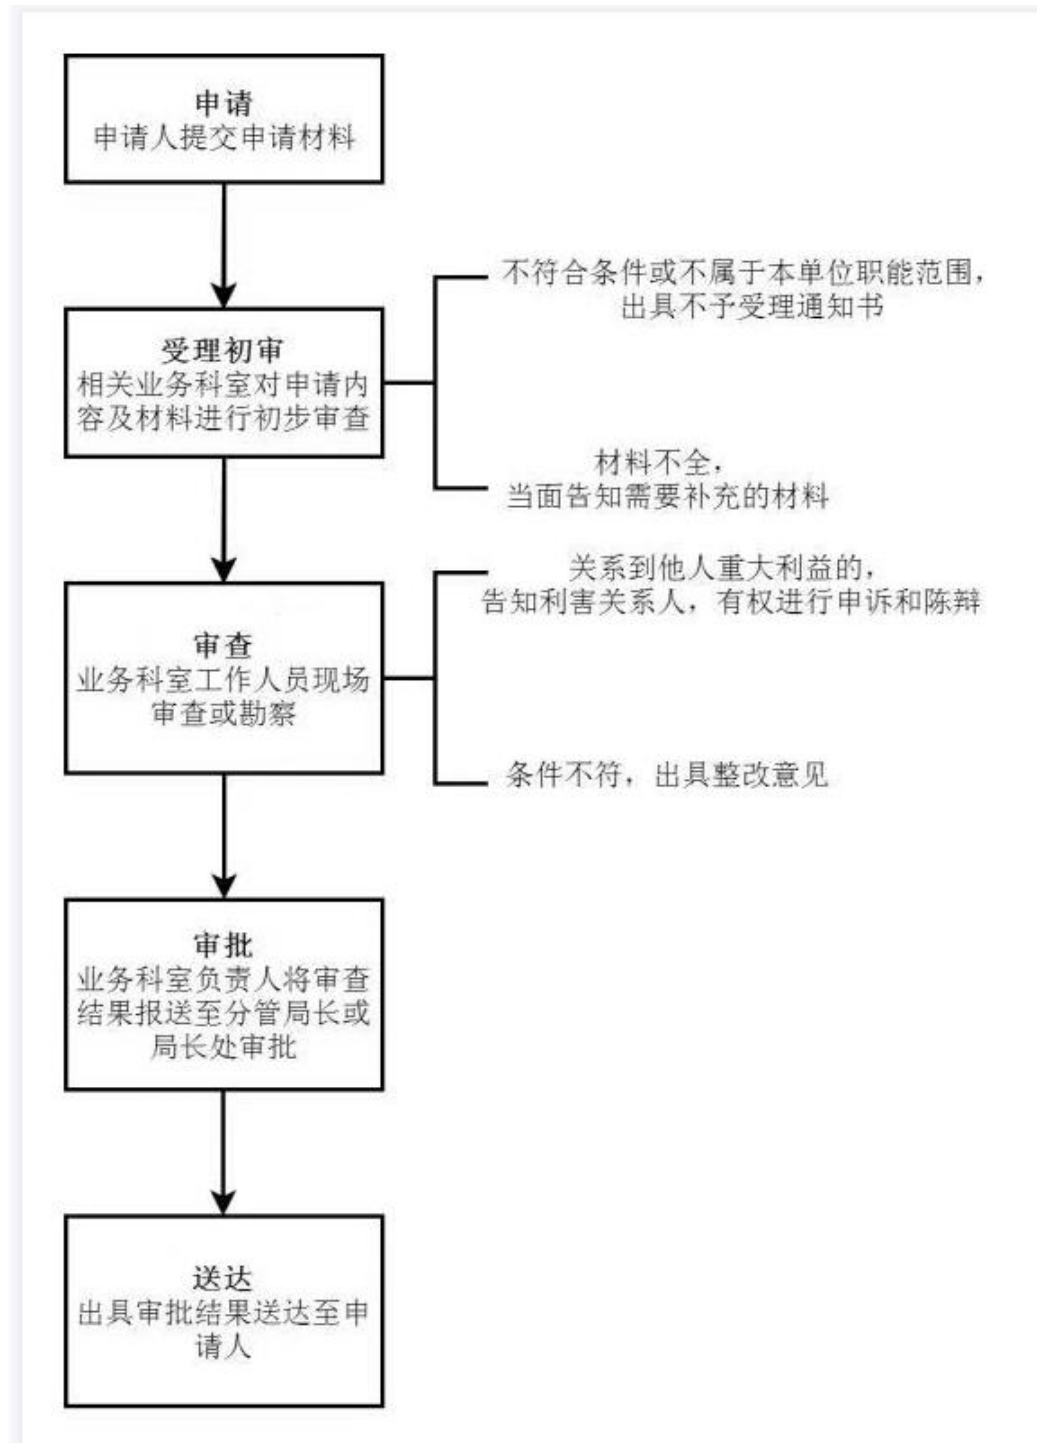 申请
申请人提交申请材料
不符合条件或不属于本单位职能范围，
出具不予受理通知书
受理初审
相关业务科室对申请内
容及材料进行初步审查
材料不全，
当面告知需要补充的材料
关系到他人重大利益的，
告知利害关系人，有权进行申诉和陈辩
审查
业务科室工作人员现场
审查或勘察
条件不符，出具整改意见
审批
业务科室负责人将审查
结果报送至分管局长或
局长处审批
送达
出具审批结果送达至申
请人